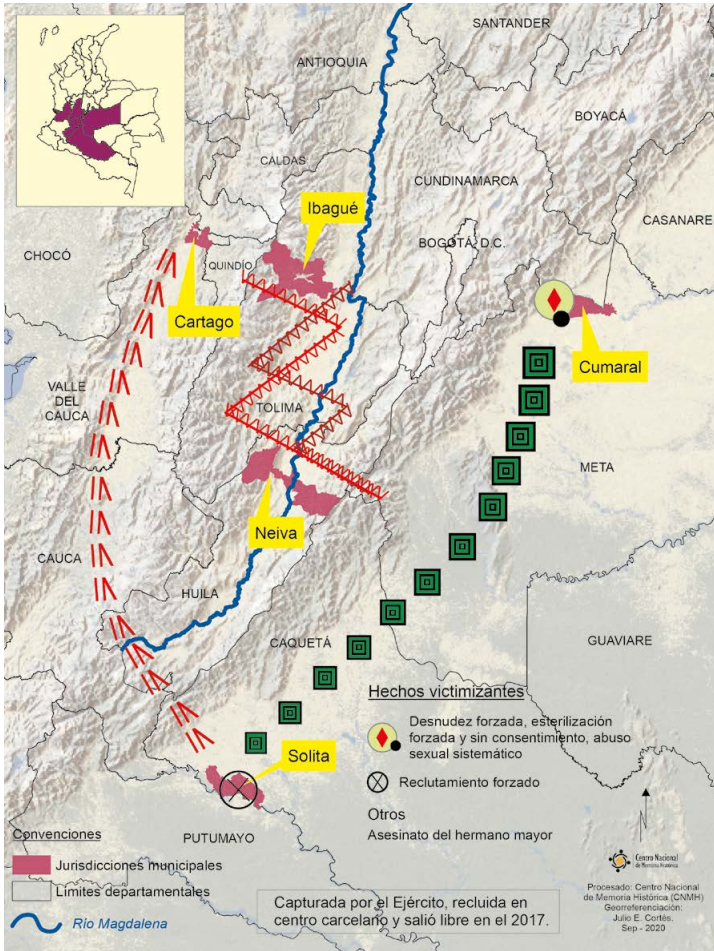 SANTANDER
ANTIOQUIA
BOYACÁ
CALDAS
CUNDINAMARCA
Ibagué
CASANARE
BOGOTÁ, D.C.
CHOCÓ
QUINDÍO
Cartago
Cumaral
VALLE
DEL
CAUCA
TOLIMA
META
Neiva
CAUCA
HUILA
GUAVIARE
CAQUETÁ
Solita
PUTUMAYO
Hechos victimizantes
Desnudez forzada, esterilización
forzada y sin consentimiento, abuso
sexual sistemático
Reclutamiento forzado
Otros
Asesinato del hermano mayor
Convenciones
Jurisdicciones municipales
Límites departamentales
Río Magdalena
Capturada por el Ejército, recluida en
centro carcelario y salió libre en el 2017.
N
Centro Nacional
de Memoria Histórica
Procesado: Centro Nacional
de Memoria Histórica (CNMH)
Georreferenciación:
Julio E. Cortés.
Sep - 2020